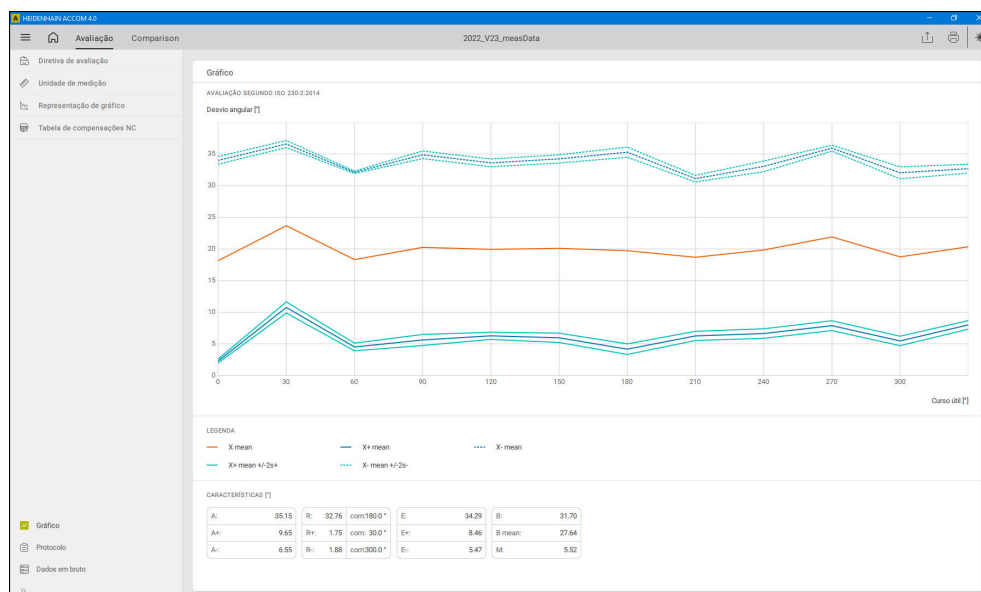 A HEIDENHAIN ACCOM 4.0
Avaliação Comparison 2022_V23_measData
Diretiva de avaliação
Unidade de medição
Representação de gráfico
Tabela de compensações NC
Gráfico
AVALIAÇÃO SEGUNDO ISO 230-2:2014
Desvio angular ["]
35
30
25
20
15
10
5
0
0 30 60 90 120 150 180 210 240 270 300
Curso útil [°]
LEGENDA
X mean X+ mean X- mean
X+ mean +/-2s+ X- mean +/-2s-
CARACTERÍSTICAS ["]
A: 35.15 R: 32.76 com:180.0 ° E: 34.29 B: 31.70
A+: 9.65 R+: 1.75 com: 30.0 ° E+: 8.46 B mean: 27.64
A-: 6.55 R-: 1.88 com:300.0 ° E-: 5.47 M: 5.52
Gráfico
Protocolo
Dados em bruto